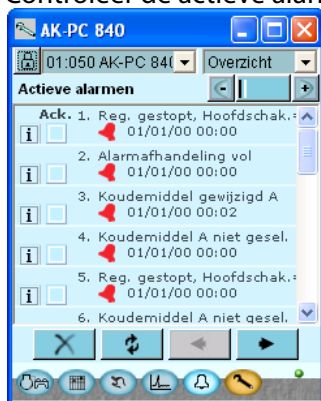 Controleer de actieve alar
AK-PC 840
01:050 AK-PC 84( Overzicht
Actieve alarmen - +
Ack. 1. Reg. gestopt, Hoofdschak.=
i 01/01/00 00:00
2. Alarmafhandeling vol
i 01/01/00 00:00
3. Koudemiddel gewijzigd A
i 01/01/00 00:02
4. Koudemiddel A niet gesel.
i 01/01/00 00:00
5. Reg. gestopt, Hoofdschak.=
i 01/01/00 00:00
6. Koudemiddel A niet gesel.